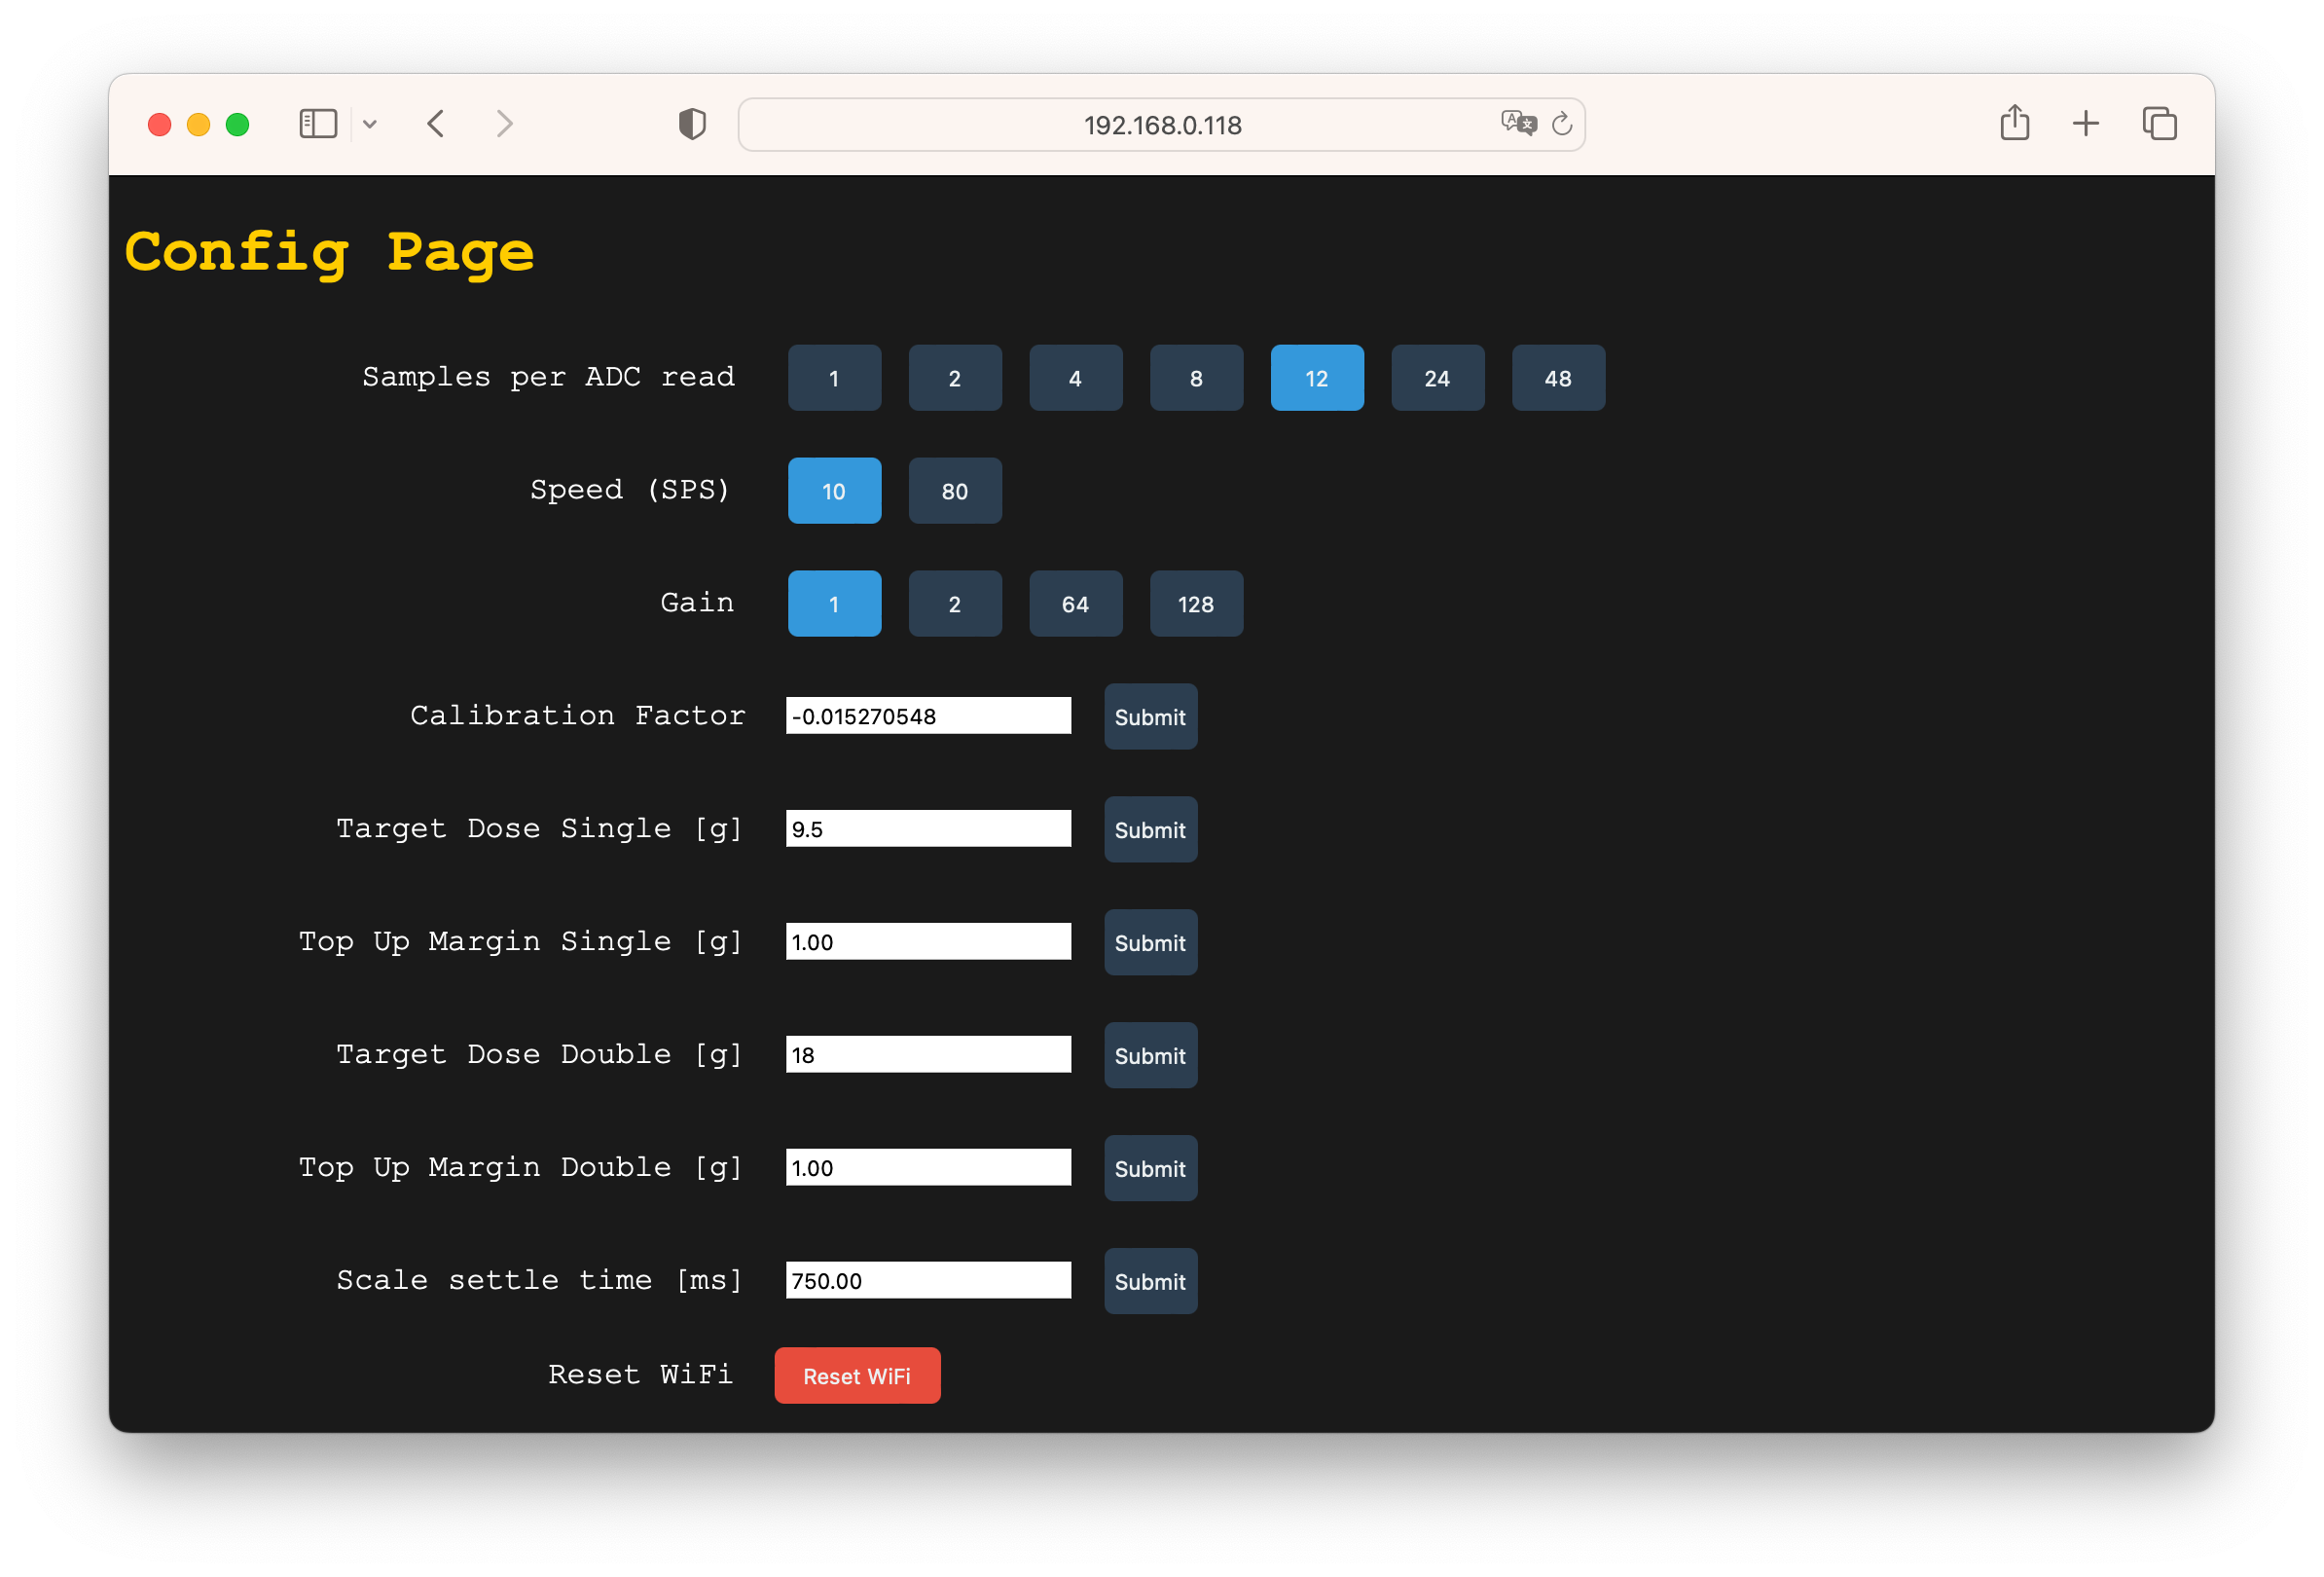 192.168.0.118
Config Page
Samples per ADC read 1 2 4 8 12 24 48
Speed (SPS) 10 80
Gain 1 2 64 128
Calibration Factor -0.015270548 Submit
Target Dose Single [g] 9.5 Submit
Top Up Margin Single [g] 1.00 Submit
Target Dose Double [g] 18 Submit
Top Up Margin Double [g] 1.00 Submit
Scale settle time [ms] 750.00 Submit
Reset WiFi Reset WiFi